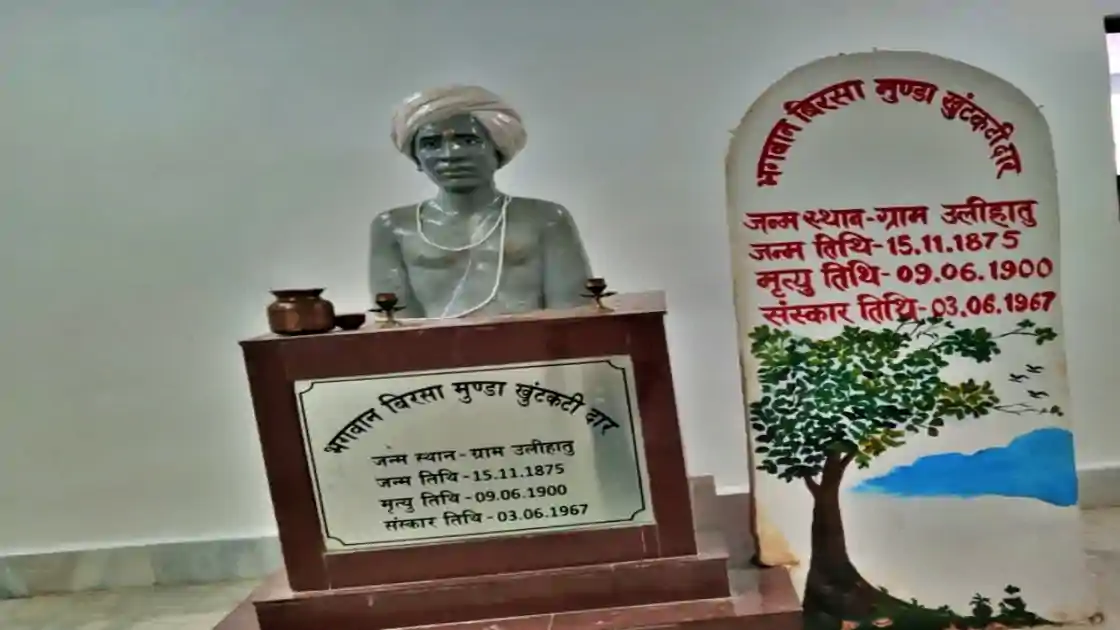 भगवान बिरसा मुण्डा खुंटकटी दार
जन्म स्थान-ग्राम उलीहातु
जन्म तिथि-15.11.1875
मृत्यु तिथि-09.06.1900
संस्कार तिथि-03.06.1967
भगवान बिरसा मुण्डा खुंटकटी दार
जन्म स्थान-ग्राम उलीहातु
जन्म तिथि-15.11.1875
मृत्यु तिथि-09.06.1900
संस्कार तिथि-03.06.1967